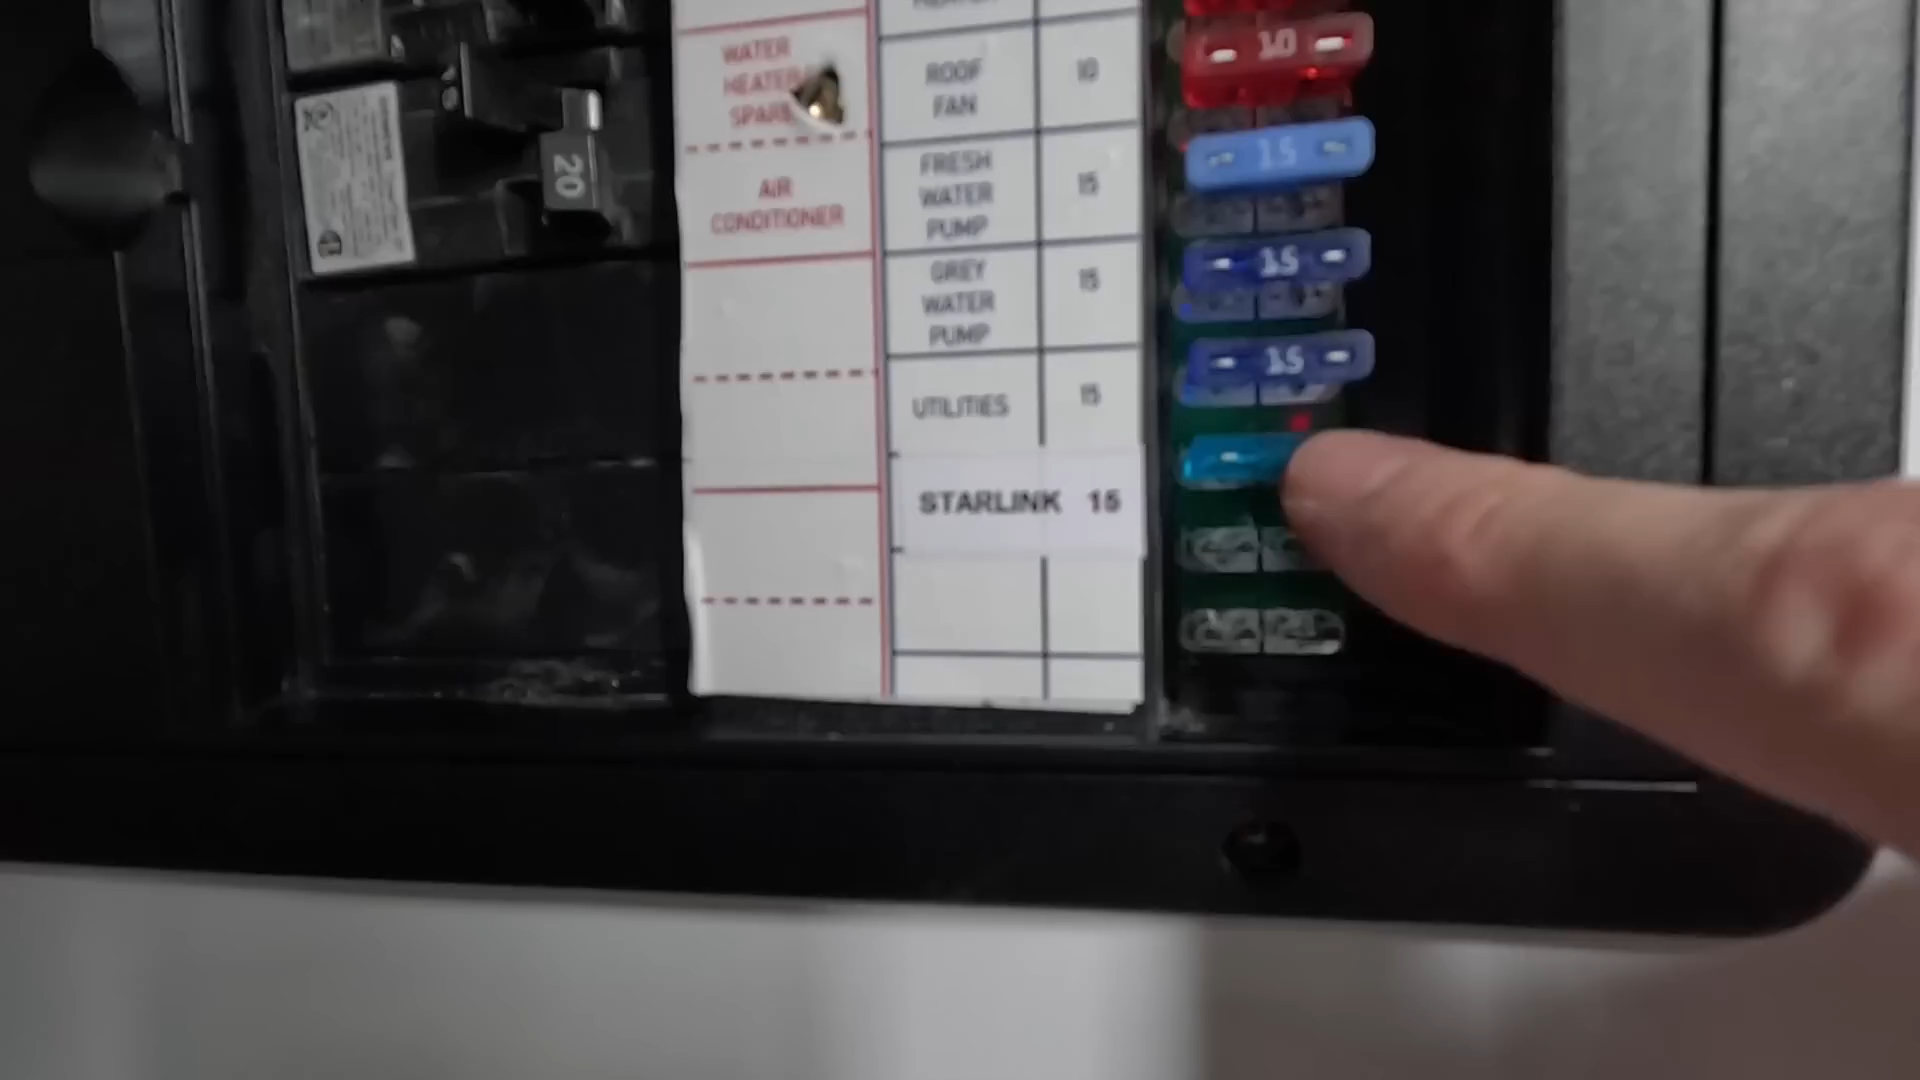 WATER
HEATER
SPARE
AIR
CONDITIONER
20
ROOF
FAN
10
FRESH
WATER
PUMP
15
GREY
WATER
PUMP
15
UTILITIES
15
STARLINK 15
10
15
15
15